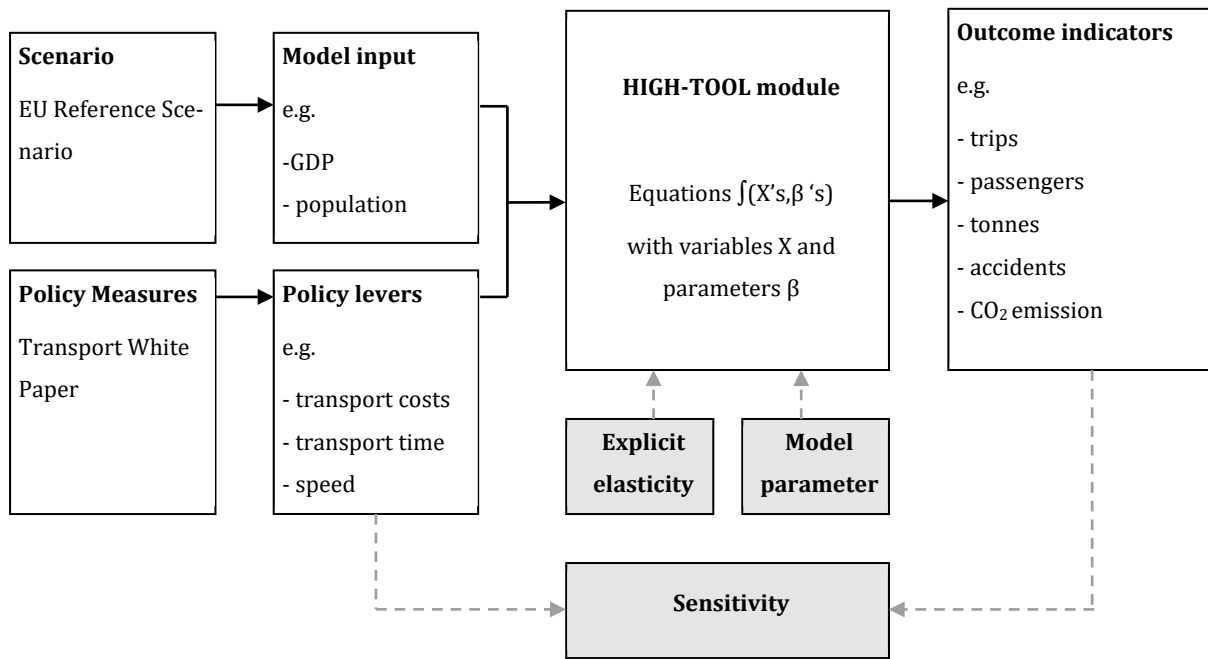 Scenario
EU Reference Sce-
nario
Model input
e.g.
-GDP
- population
HIGH-TOOL module
Equations ∫(X’s,β ‘s)
with variables X and
parameters β
Outcome indicators
e.g.
- trips
- passengers
- tonnes
- accidents
- CO₂ emission
Policy Measures
Transport White
Paper
Policy levers
e.g.
- transport costs
- transport time
- speed
Explicit
elasticity
Model
parameter
Sensitivity